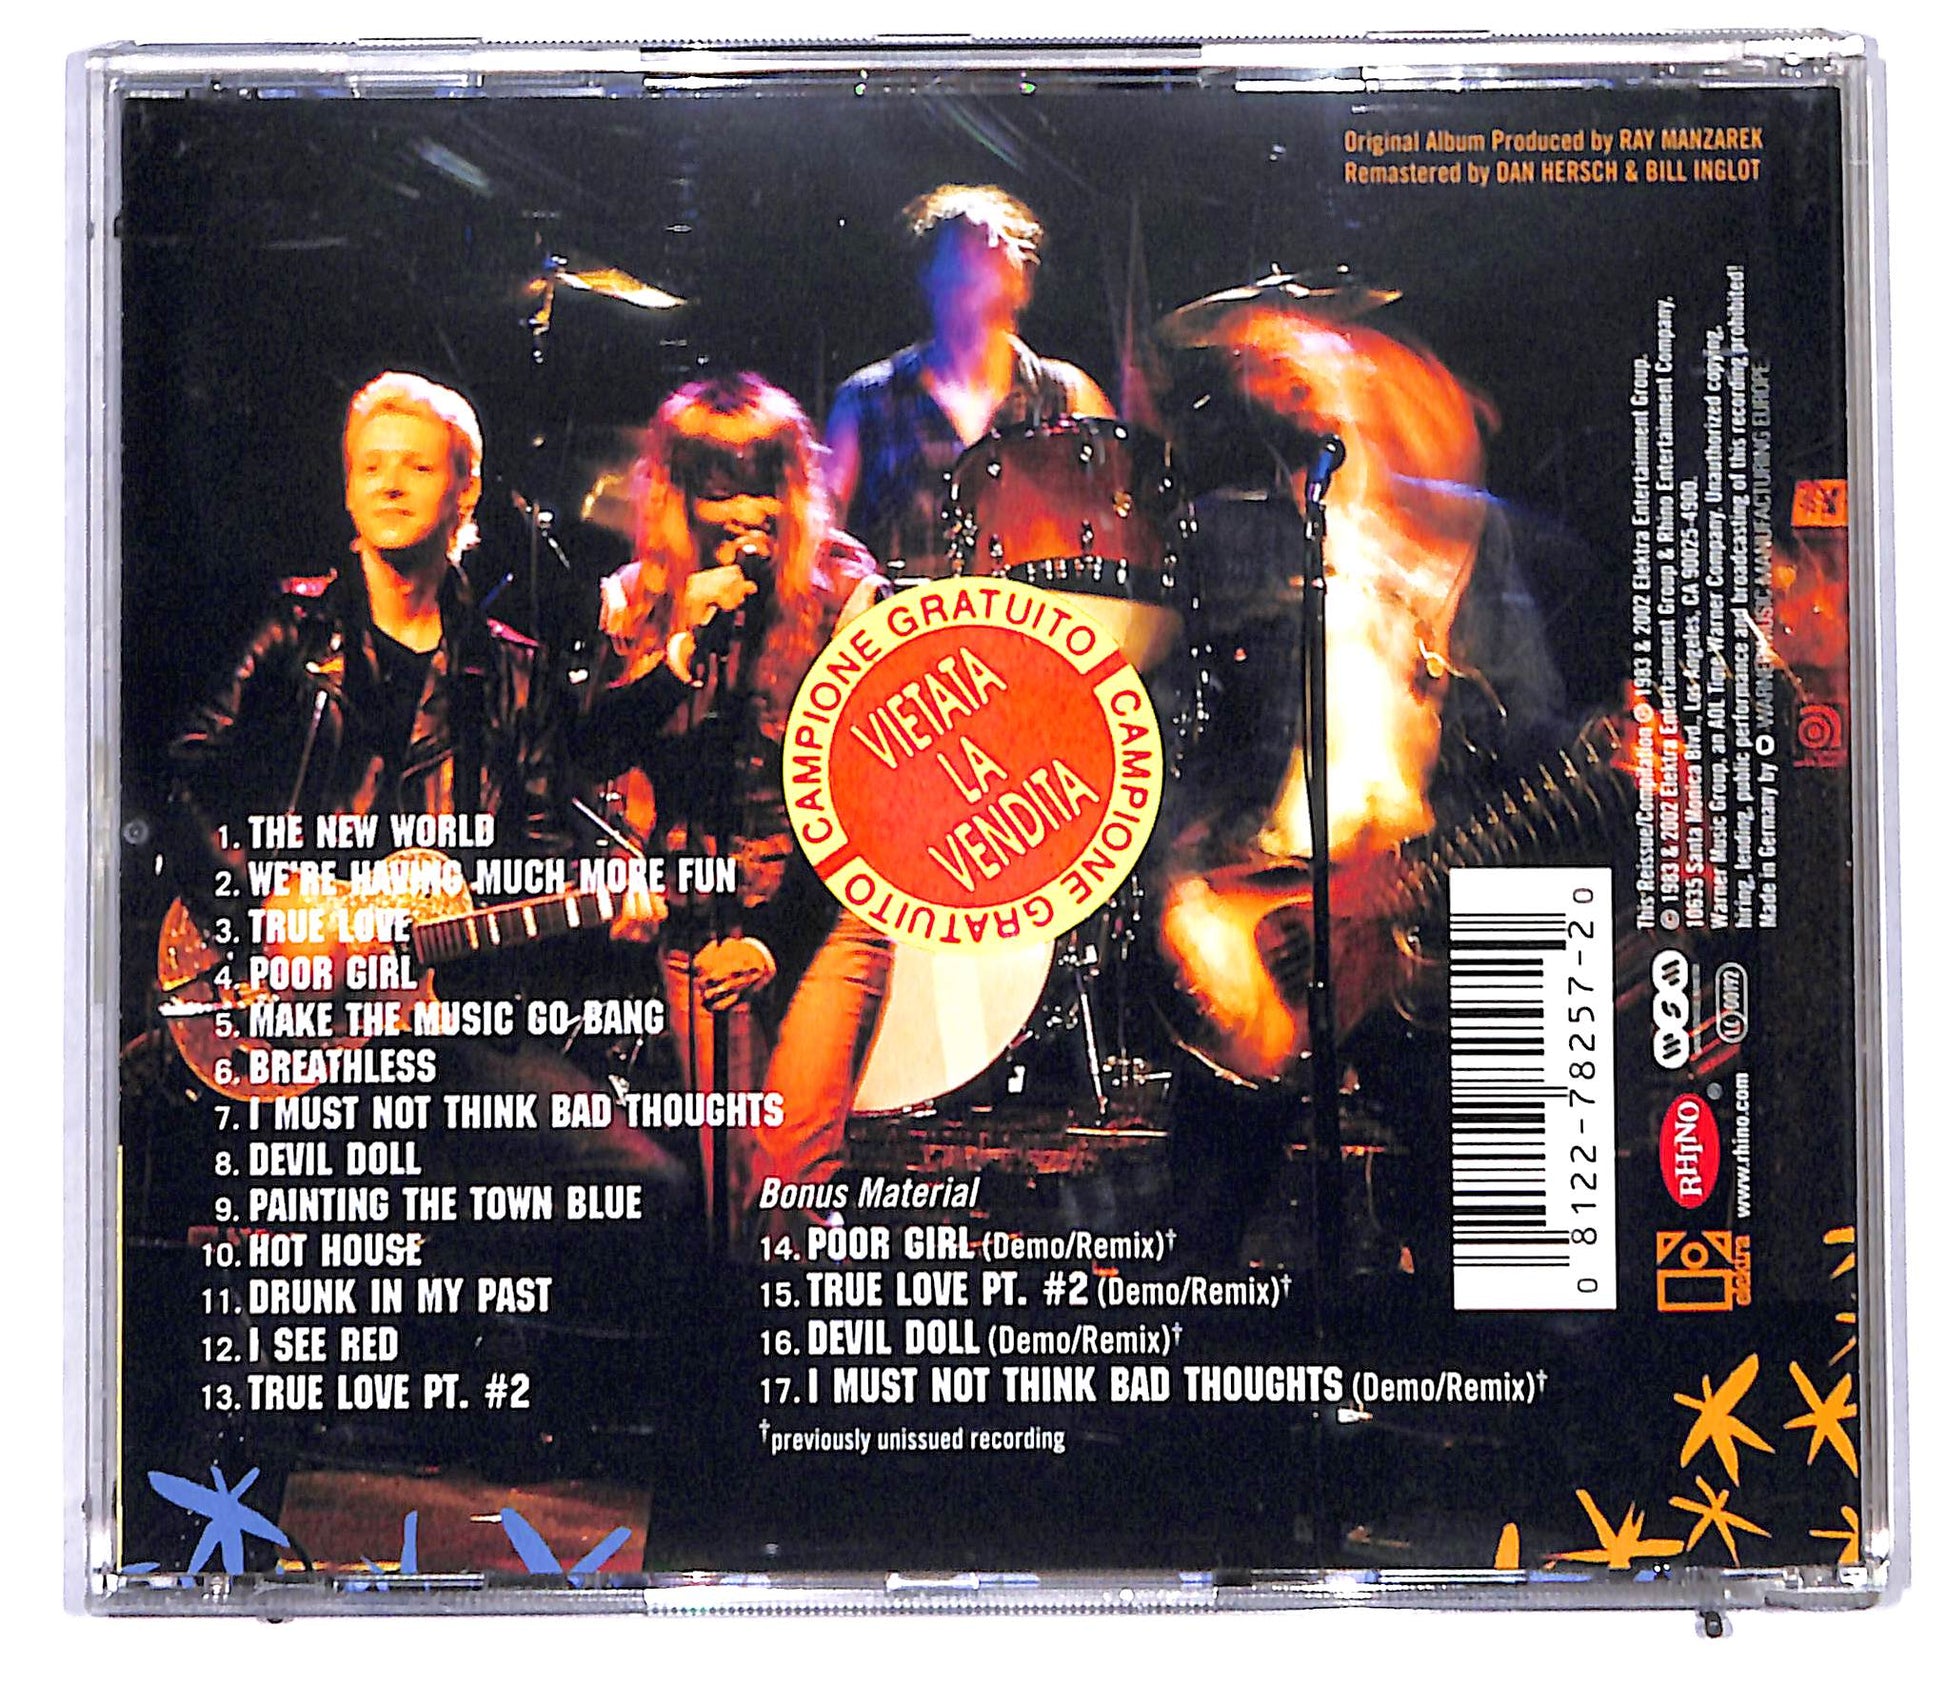 Original Album Produced by RAY MANZAREK
Remastered by DAN HERSCH & BILL INGLOT
1. THE NEW WORLD
2. WE'RE HAVING MUCH MORE FUN
3. TRUE LOVE
4. POOR GIRL
5. MAKE THE MUSIC GO BANG
6. BREATHLESS
7. I MUST NOT THINK BAD THOUGHTS
8. DEVIL DOLL
9. PAINTING THE TOWN BLUE
10. HOT HOUSE
11. DRUNK IN MY PAST
12. I SEE RED
13. TRUE LOVE PT. #2
Bonus Material
14. POOR GIRL (Demo/Remix)†
15. TRUE LOVE PT. #2 (Demo/Remix)†
16. DEVIL DOLL (Demo/Remix)†
17. I MUST NOT THINK BAD THOUGHTS (Demo/Remix)†
†previously unissued recording
CAMPIONE GRATUITO
CAMPIONE GRATUITO
VIETATA
LA
VENDITA
0 8122-78257-2 0
This Reissue/Compilation ℗ 1983 & 2002 Elektra Entertainment Group.
© 1983 & 2002 Elektra Entertainment Group & Rhino Entertainment Company,
10635 Santa Monica Blvd., Los Angeles, CA 90025-4900.
Warner Music Group, an AOL Time Warner Company. Unauthorized copying,
hiring, lending, public performance and broadcasting of this recording prohibited!
Made in Germany by WARNER MUSIC MANUFACTURING EUROPE
wea
LC 00192
RHINO
®
www.rhino.com
elektra